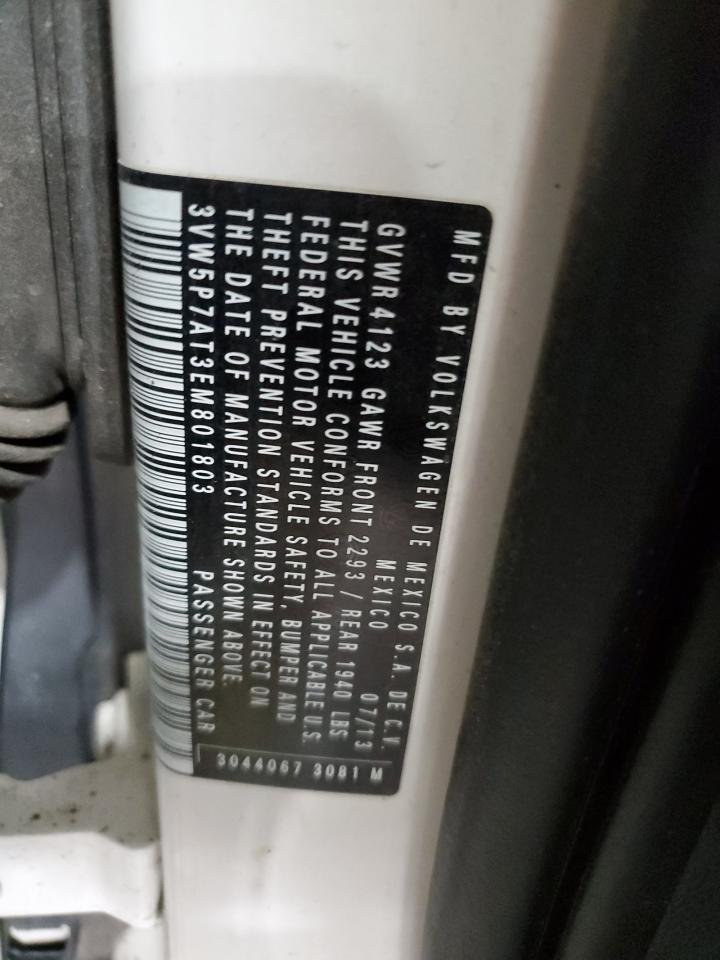 MFD BY VOLKSWAGEN DE MEXICO S.A. DE C.V.
MEXICO 07/13
GVWR 4123 GAWR FRONT 2293 / REAR 1940 LBS.
THIS VEHICLE CONFORMS TO ALL APPLICABLE U.S.
FEDERAL MOTOR VEHICLE SAFETY, BUMPER AND
THEFT PREVENTION STANDARDS IN EFFECT ON
THE DATE OF MANUFACTURE SHOWN ABOVE.
3VW5P7AT3EM801803 PASSENGER CAR
3044067 3081 M